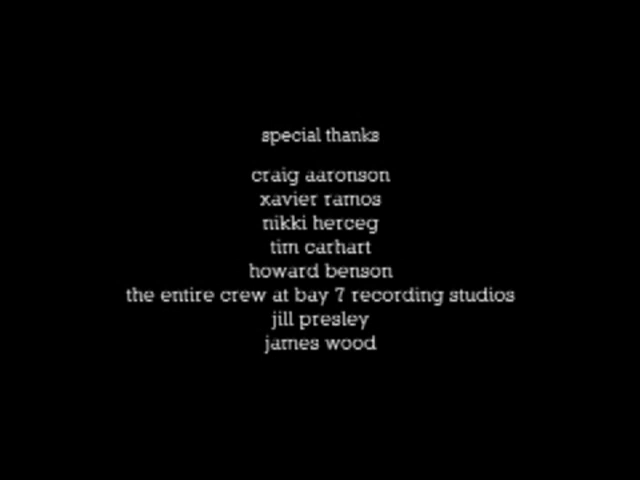 special thanks
craig aaronson
xavier ramos
nikki herceg
tim carhart
howard benson
the entire crew at bay 7 recording studios
jill presley
james wood